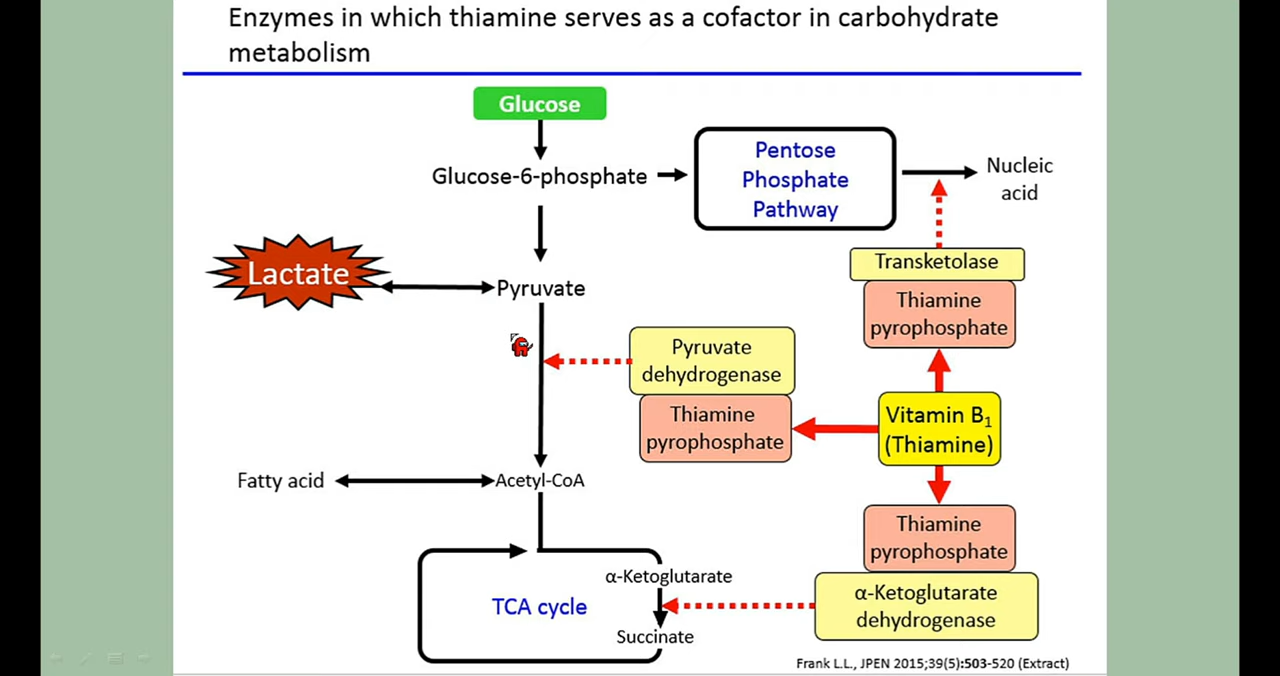 Enzymes in which thiamine serves as a cofactor in carbohydrate
metabolism
Glucose
Glucose-6-phosphate
Pentose
Phosphate
Pathway
Nucleic
acid
Transketolase
Thiamine
pyrophosphate
Lactate
Pyruvate
Pyruvate
dehydrogenase
Thiamine
pyrophosphate
Vitamin B₁
(Thiamine)
Fatty acid
Acetyl-CoA
Thiamine
pyrophosphate
α-Ketoglutarate
dehydrogenase
α-Ketoglutarate
TCA cycle
Succinate
Frank L.L., JPEN 2015;39(5):503-520 (Extract)